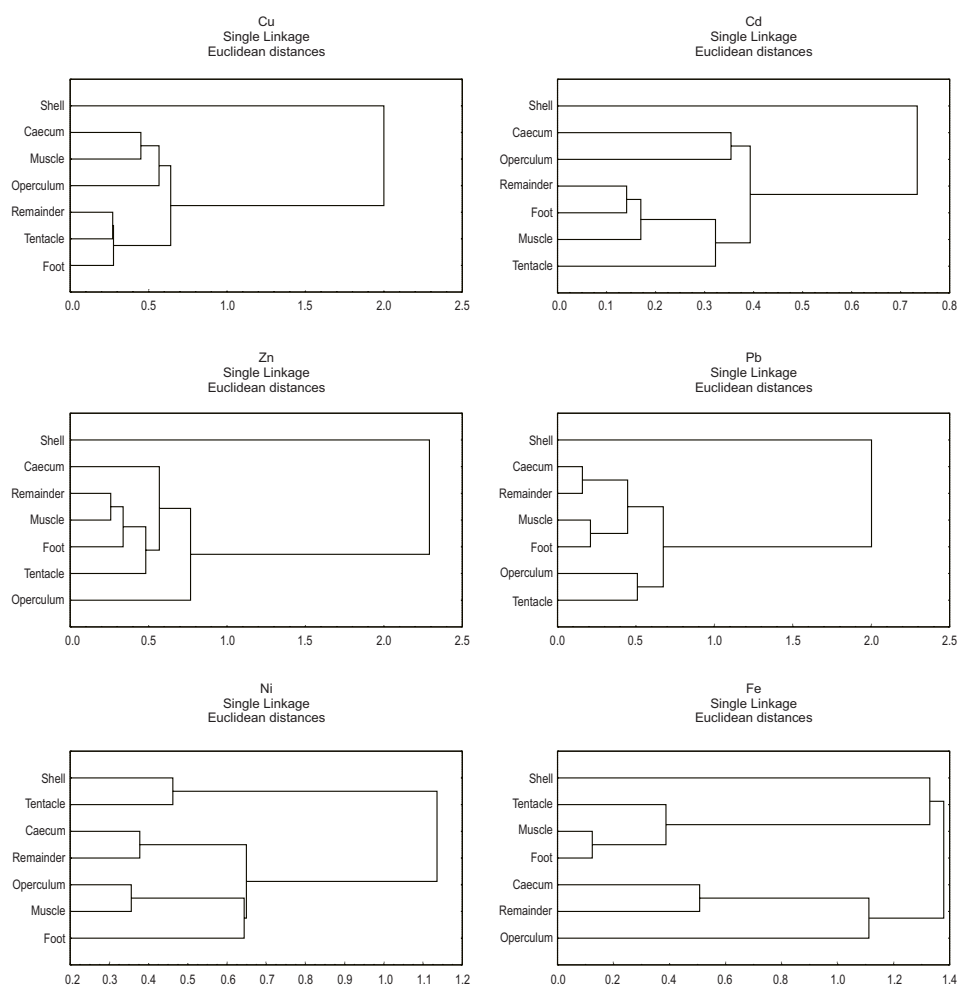 Cu
Single Linkage
Euclidean distances
Shell
Caecum
Muscle
Operculum
Remainder
Tentacle
Foot
0.0 0.5 1.0 1.5 2.0 2.5
Cd
Single Linkage
Euclidean distances
Shell
Caecum
Operculum
Remainder
Foot
Muscle
Tentacle
0.0 0.1 0.2 0.3 0.4 0.5 0.6 0.7 0.8
Zn
Single Linkage
Euclidean distances
Shell
Caecum
Remainder
Muscle
Foot
Tentacle
Operculum
0.0 0.5 1.0 1.5 2.0 2.5
Pb
Single Linkage
Euclidean distances
Shell
Caecum
Remainder
Muscle
Foot
Operculum
Tentacle
0.0 0.5 1.0 1.5 2.0 2.5
Ni
Single Linkage
Euclidean distances
Shell
Tentacle
Caecum
Remainder
Operculum
Muscle
Foot
0.2 0.3 0.4 0.5 0.6 0.7 0.8 0.9 1.0 1.1 1.2
Fe
Single Linkage
Euclidean distances
Shell
Tentacle
Muscle
Foot
Caecum
Remainder
Operculum
0.0 0.2 0.4 0.6 0.8 1.0 1.2 1.4